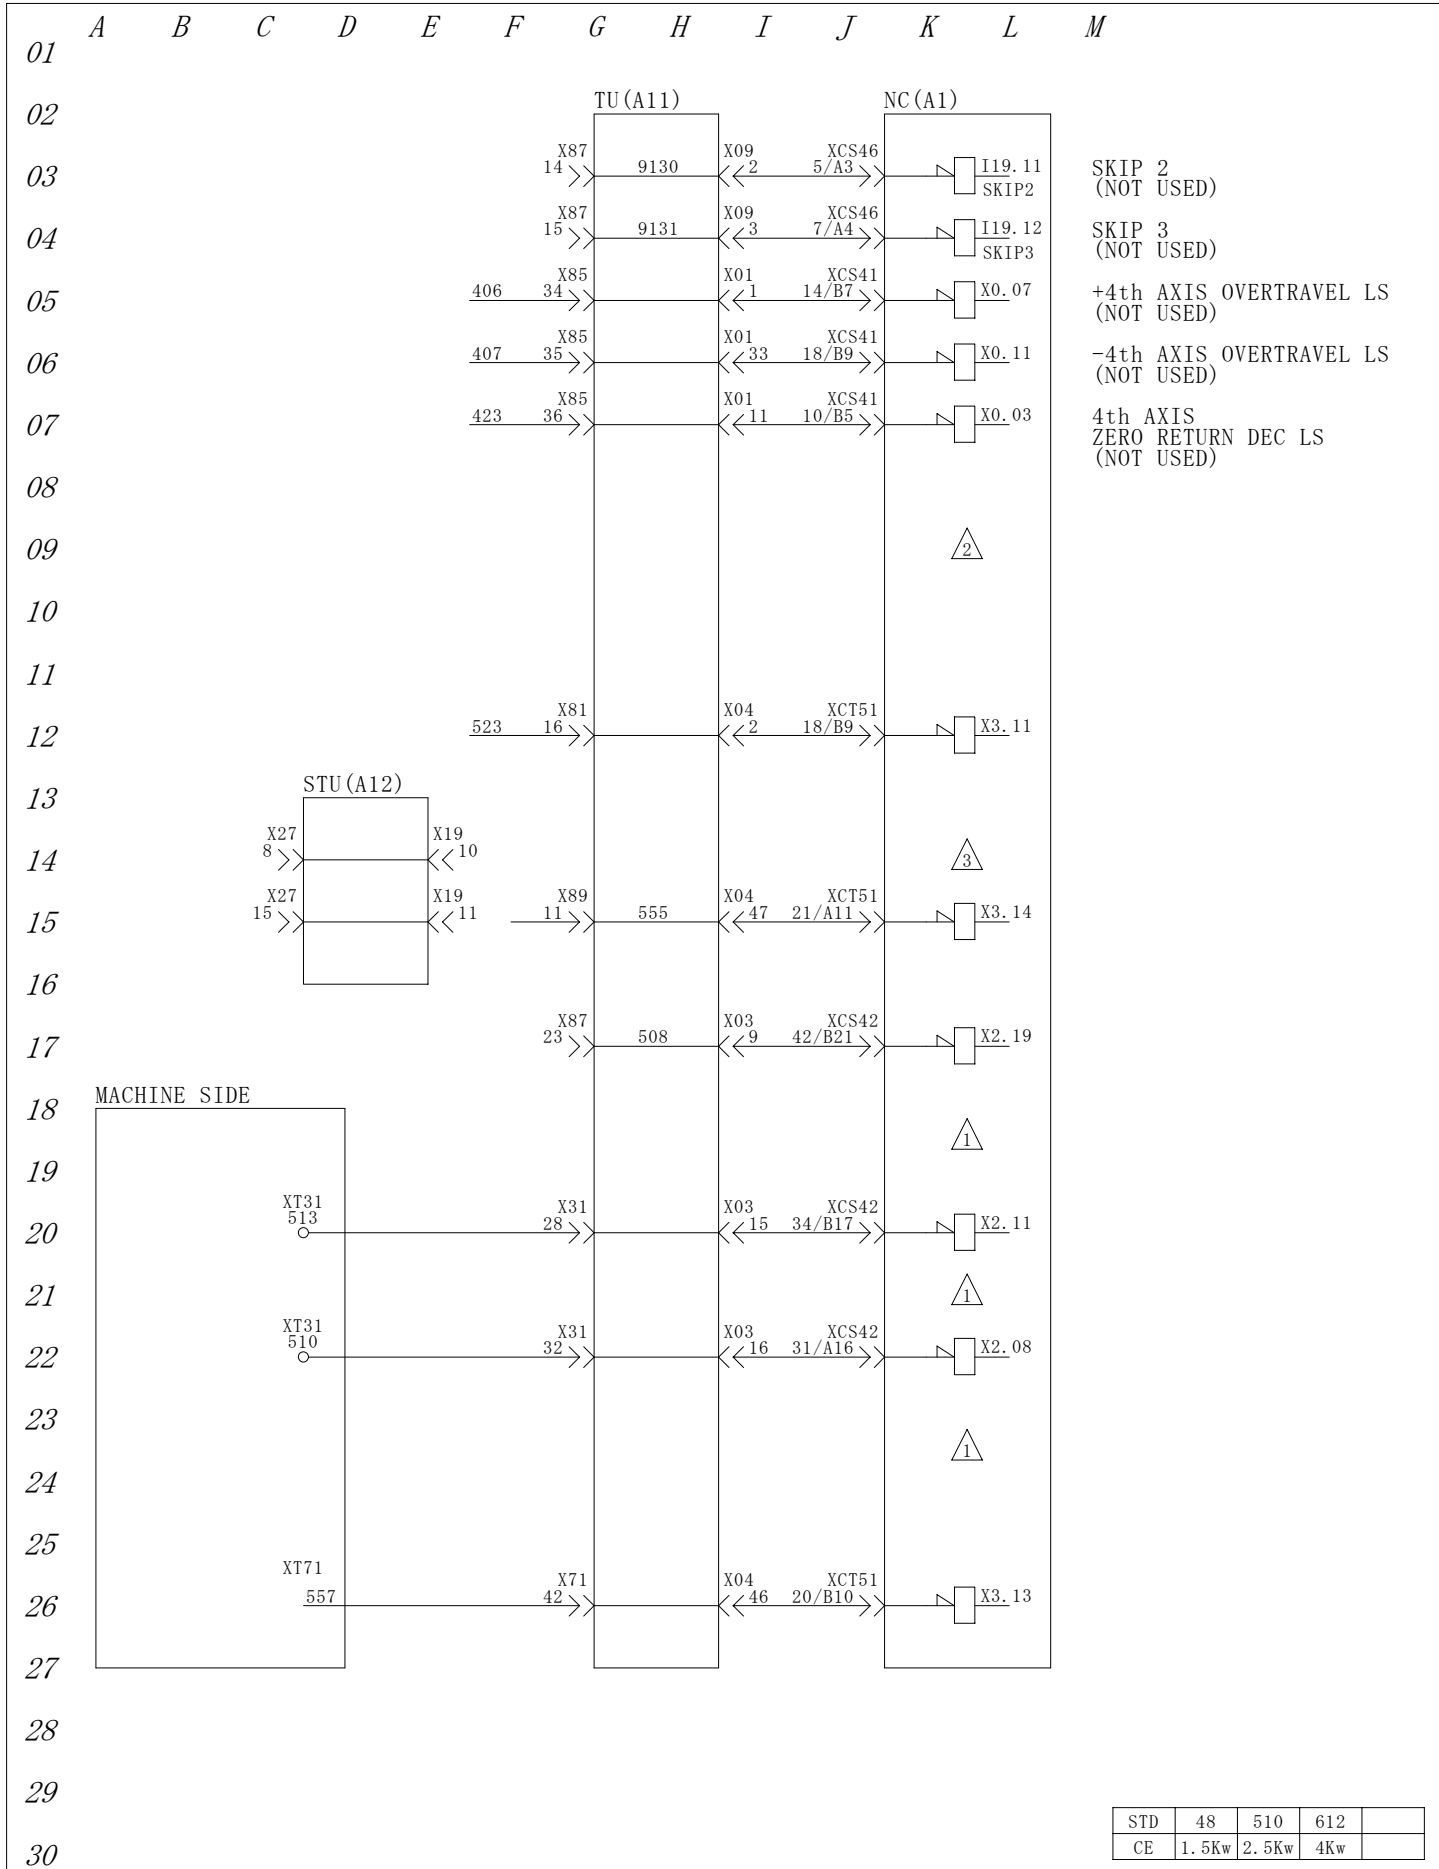 A B C D E F G H I J K L M
01
02 TU(A11) NC(A1)
X87 X09 XCS46
03 14 9130 2 5/A3 I19.11 SKIP 2
SKIP2 (NOT USED)
X87 X09 XCS46
04 15 9131 3 7/A4 I19.12 SKIP 3
SKIP3 (NOT USED)
X85 X01 XCS41
05 406 34 1 14/B7 X0.07 +4th AXIS OVERTRAVEL LS
(NOT USED)
X85 X01 XCS41
06 407 35 33 18/B9 X0.11 -4th AXIS OVERTRAVEL LS
(NOT USED)
X85 X01 XCS41
07 423 36 11 10/B5 X0.03 4th AXIS
ZERO RETURN DEC LS
(NOT USED)
08
09 2
10
11
X81 X04 XCT51
12 523 16 2 18/B9 X3.11
13 STU(A12)
X27 X19
14 8 10 3
X27 X19 X89 X04 XCT51
15 15 11 11 555 47 21/A11 X3.14
16
X87 X03 XCS42
17 23 508 9 42/B21 X2.19
18 MACHINE SIDE
1
19
XT31 X31 X03 XCS42
20 513 28 15 34/B17 X2.11
21 1
XT31 X31 X03 XCS42
22 510 32 16 31/A16 X2.08
23
1
24
25
XT71 X71 X04 XCT51
26 557 42 46 20/B10 X3.13
27
28
29
STD 48 510 612
30 CE 1.5Kw 2.5Kw 4Kw